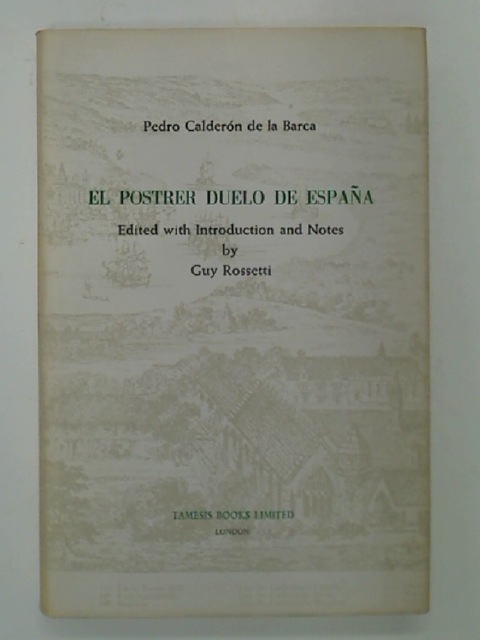 Pedro Calderón de la Barca
EL POSTRER DUELO DE ESPAÑA
Edited with Introduction and Notes
by
Guy Rossetti
TAMESIS BOOKS LIMITED
LONDON